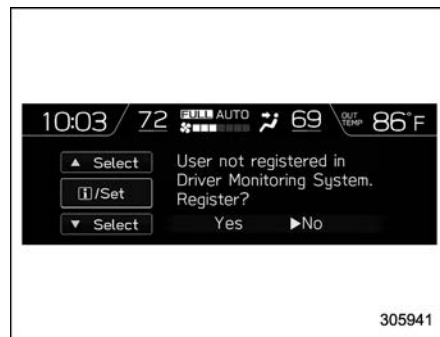 10:03 72 FULL AUTO 69 OUT TEMP 86°F
▲ Select
User not registered in
Driver Monitoring System.
Register?
i/Set
▼ Select
Yes ▶No
305941